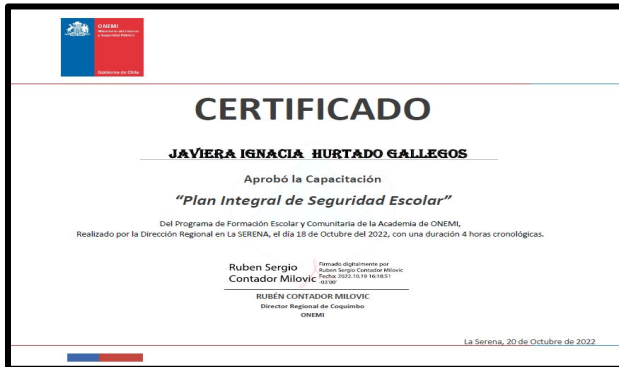 ONEMI
Ministerio del Interior
y Seguridad Pública
Gobierno de Chile
CERTIFICADO
JAVIERA IGNACIA HURTADO GALLEGOS
Aprobó la Capacitación
“Plan Integral de Seguridad Escolar”
Del Programa de Formación Escolar y Comunitaria de la Academia de ONEMI,
Realizado por la Dirección Regional en La SERENA, el día 18 de Octubre del 2022, con una duración 4 horas cronológicas.
Ruben Sergio
Contador Milovic
Firmado digitalmente por
Ruben Sergio Contador Milovic
Fecha: 2022.10.19 16:18:51
-03'00'
RUBÉN CONTADOR MILOVIC
Director Regional de Coquimbo
ONEMI
La Serena, 20 de Octubre de 2022